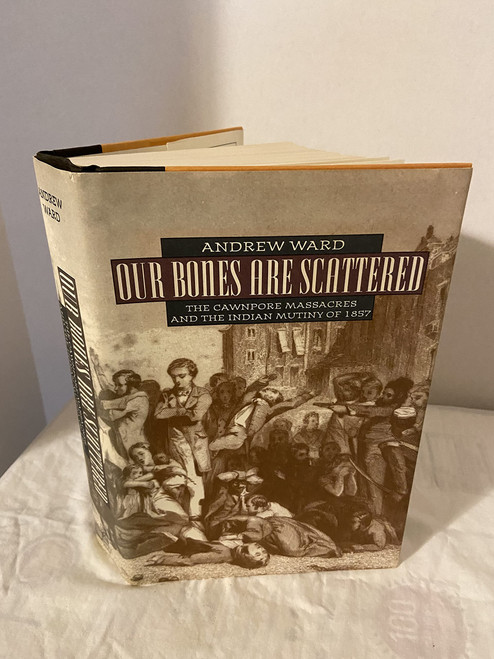 ANDREW
WARD
OUR BONES ARE SCATTERED
ANDREW WARD
OUR BONES ARE SCATTERED
THE CAWNPORE MASSACRES
AND THE INDIAN MUTINY OF 1857
100